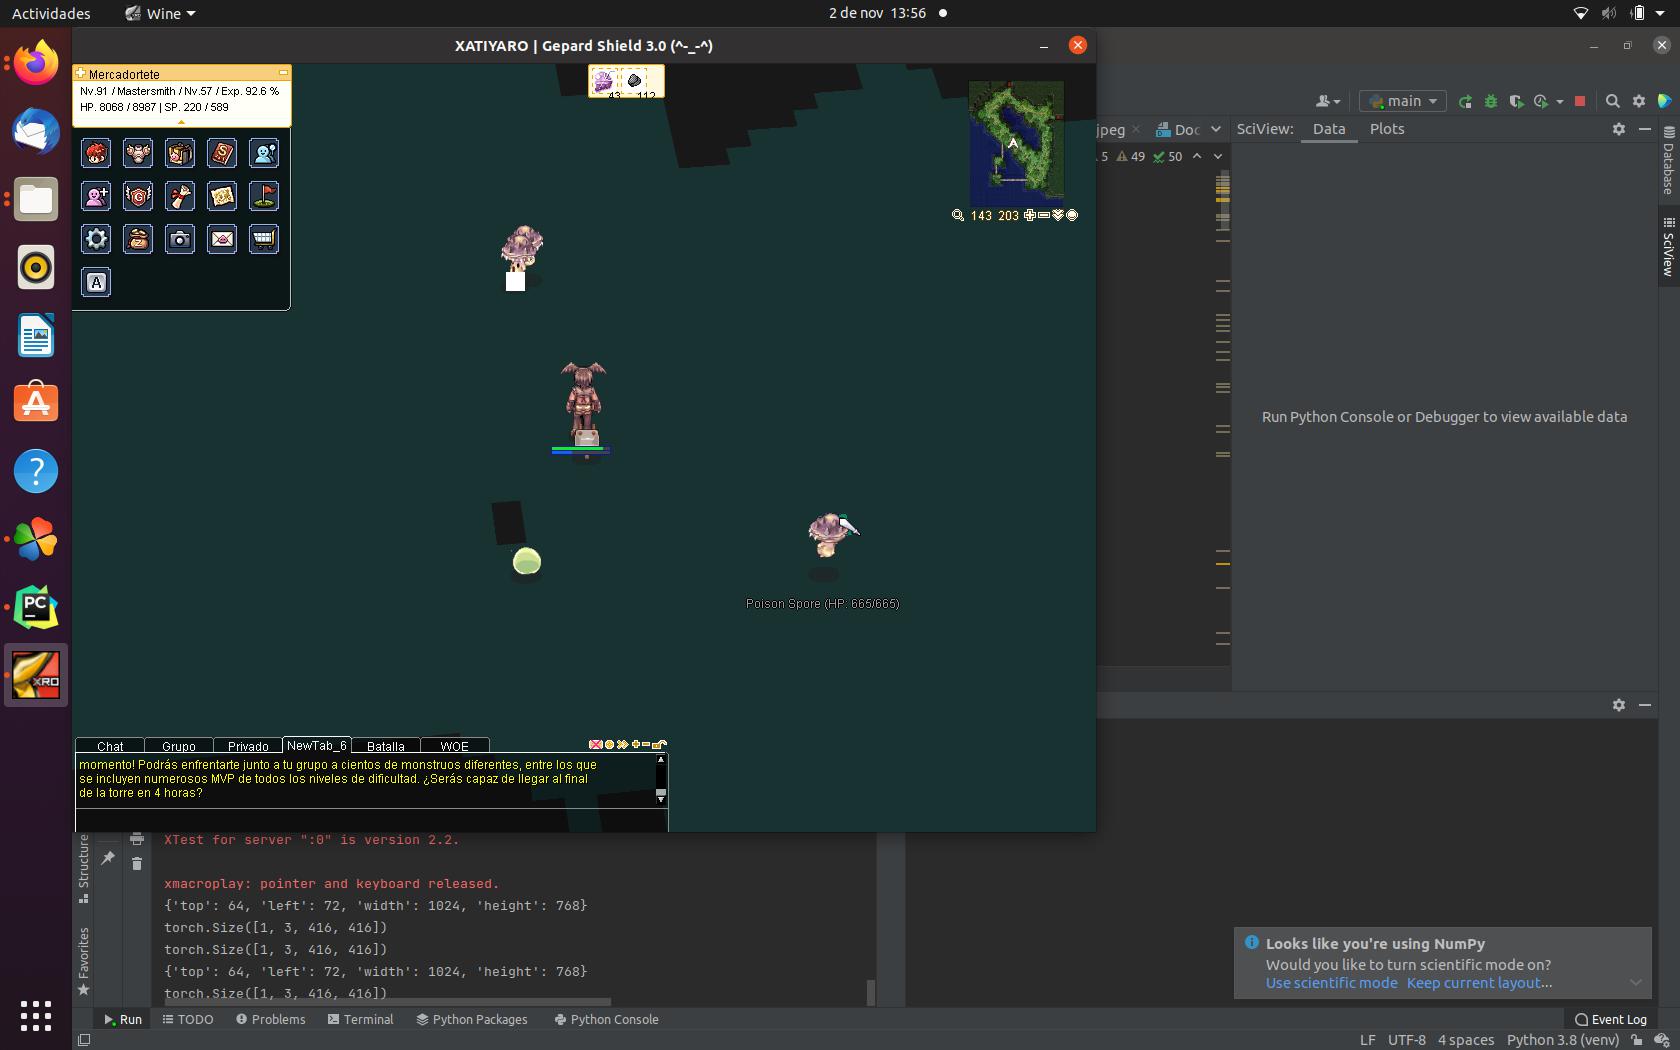 Actividades
Wine
2 de nov 13:56
XATIYARO | Gepard Shield 3.0 (^-_-^)
Mercadortete
Nv.91 / Mastersmith / Nv.57 / Exp. 92.6 %
HP. 8068 / 8987 | SP. 220 / 589
43 112
143 203
A
Poison Spore (HP: 665/665)
Chat Grupo Privado NewTab_6 Batalla WOE
momento! Podrás enfrentarte junto a tu grupo a cientos de monstruos diferentes, entre los que
se incluyen numerosos MVP de todos los niveles de dificultad. ¿Serás capaz de llegar al final
de la torre en 4 horas?
main
jpeg
Doc
SciView: Data Plots
5 49 50
Database
SciView
Run Python Console or Debugger to view available data
PC
XRO
Structure
Favorites
XTest for server ":0" is version 2.2.
xmacroplay: pointer and keyboard released.
{'top': 64, 'left': 72, 'width': 1024, 'height': 768}
torch.Size([1, 3, 416, 416])
torch.Size([1, 3, 416, 416])
{'top': 64, 'left': 72, 'width': 1024, 'height': 768}
torch.Size([1, 3, 416, 416])
Looks like you're using NumPy
Would you like to turn scientific mode on?
Use scientific mode Keep current layout...
Run TODO Problems Terminal Python Packages Python Console
Event Log
LF UTF-8 4 spaces Python 3.8 (venv)